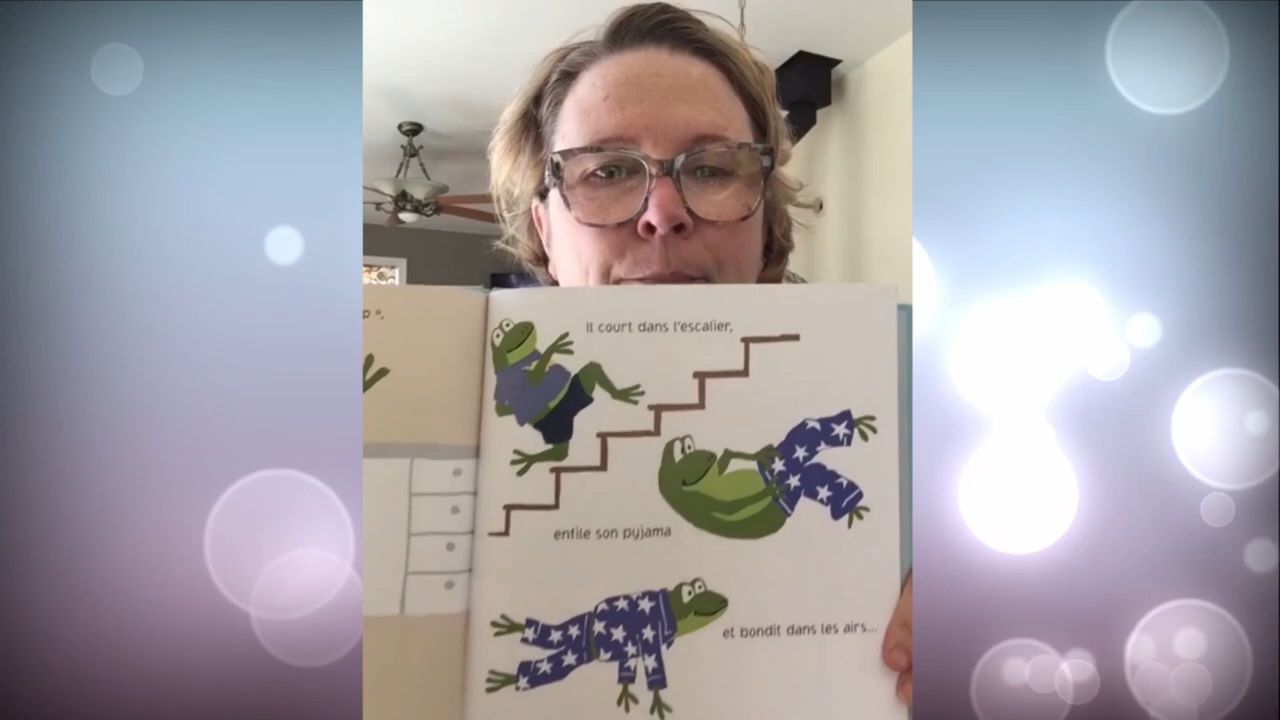 Il court dans l'escalier,
enfile son pyjama
et bondit dans les airs...